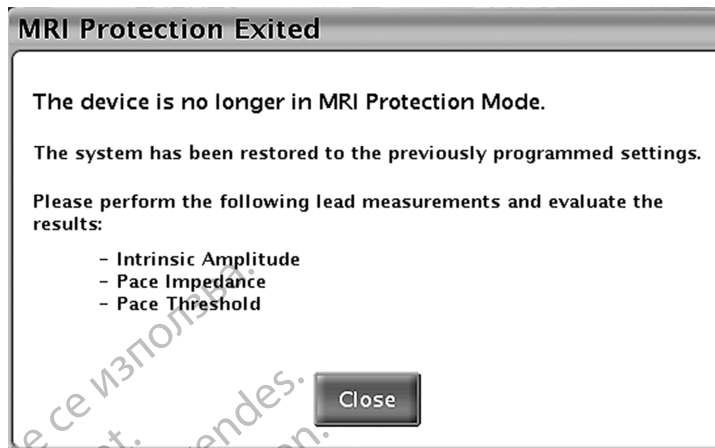 MRI Protection Exited
The device is no longer in MRI Protection Mode.
The system has been restored to the previously programmed settings.
Please perform the following lead measurements and evaluate the
results:
- Intrinsic Amplitude
- Pace Impedance
- Pace Threshold
Close
се използва.